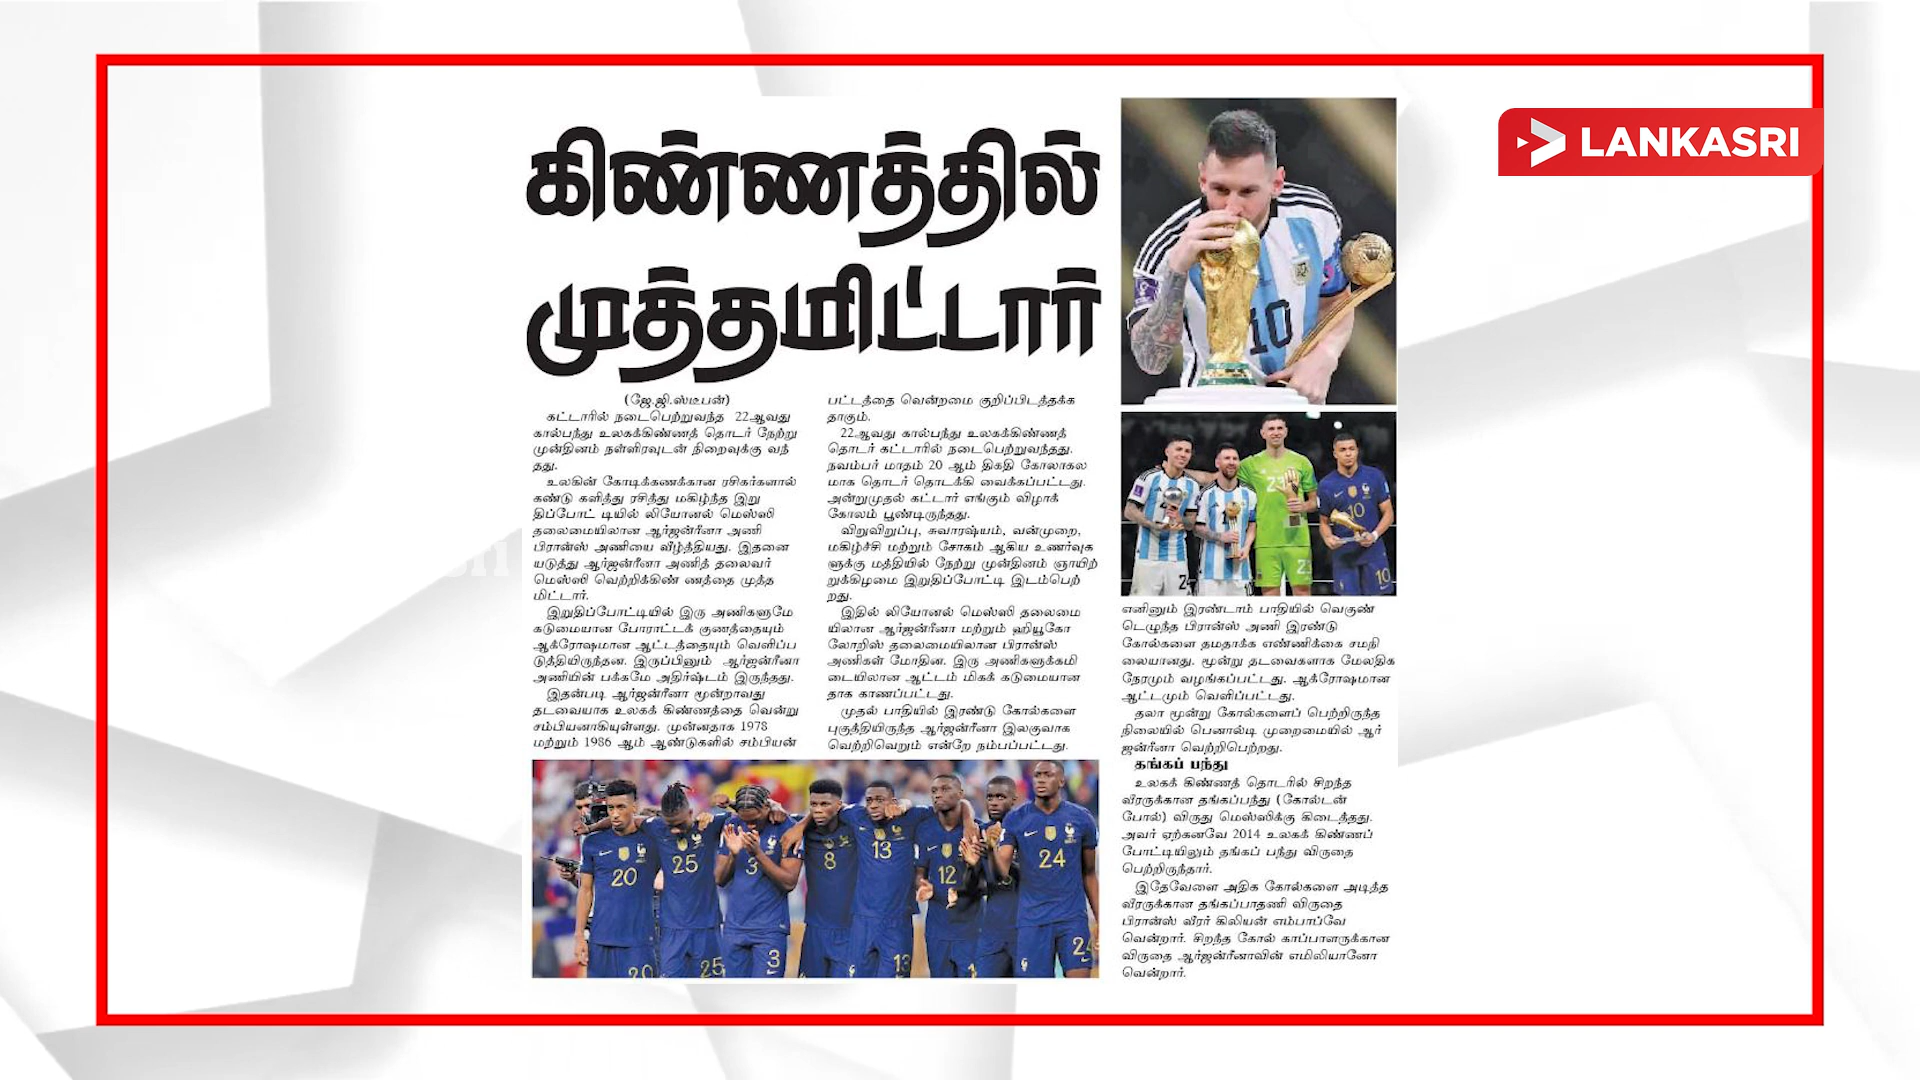 LANKASRI
கிண்ணத்தில்
முத்தமிட்டார்
(ஜே.ஜி.ஸ்டீபன்)
கட்டாரில் நடைபெற்றுவந்த 22ஆவது
கால்பந்து உலகக்கிண்ணத் தொடர் நேற்று
முன்தினம் நள்ளிரவுடன் நிறைவுக்கு வந்
தது.
உலகின் கோடிக்கணக்கான ரசிகர்களால்
கண்டு களித்து ரசித்து மகிழ்ந்த இறு
திப்போட் டியில் லியோனல் மெஸ்ஸி
தலைமையிலான ஆர்ஜன்ரீனா அணி
பிரான்ஸ் அணியை வீழ்த்தியது. இதனை
யடுத்து ஆர்ஜன்ரீனா அணித் தலைவர்
மெஸ்ஸி வெற்றிக்கிண் ணத்தை முத்த
மிட்டார்.
இறுதிப்போட்டியில் இரு அணிகளுமே
கடுமையான போராட்டக் குணத்தையும்
ஆக்ரோஷமான ஆட்டத்தையும் வெளிப்ப
டுத்தியிருந்தன. இருப்பினும் ஆர்ஜன்ரீனா
அணியின் பக்கமே அதிர்ஷ்டம் இருந்தது.
இதன்படி ஆர்ஜன்ரீனா மூன்றாவது
தடவையாக உலகக் கிண்ணத்தை வென்று
சம்பியனாகியுள்ளது. முன்னதாக 1978
மற்றும் 1986 ஆம் ஆண்டுகளில் சம்பியன்
பட்டத்தை வென்றமை குறிப்பிடத்தக்க
தாகும்.
22ஆவது கால்பந்து உலகக்கிண்ணத்
தொடர் கட்டாரில் நடைபெற்றுவந்தது.
நவம்பர் மாதம் 20 ஆம் திகதி கோலாகல
மாக தொடர் தொடக்கி வைக்கப்பட்டது.
அன்றுமுதல் கட்டார் எங்கும் விழாக்
கோலம் பூண்டிருந்தது.
விறுவிறுப்பு, சுவாரஷ்யம், வன்முறை,
மகிழ்ச்சி மற்றும் சோகம் ஆகிய உணர்வுக
ளுக்கு மத்தியில் நேற்று முன்தினம் ஞாயிற்
றுக்கிழமை இறுதிப்போட்டி இடம்பெற்
றது.
இதில் லியோனல் மெஸ்ஸி தலைமை
யிலான ஆர்ஜன்ரீனா மற்றும் ஹியூகோ
லோறிஸ் தலைமையிலான பிரான்ஸ்
அணிகள் மோதின. இரு அணிகளுக்கமி
டையிலான ஆட்டம் மிகக் கடுமையான
தாக காணப்பட்டது.
முதல் பாதியில் இரண்டு கோல்களை
புகுத்தியிருந்த ஆர்ஜன்ரீனா இலகுவாக
வெற்றிவெறும் என்றே நம்பப்பட்டது.
எனினும் இரண்டாம் பாதியில் வெகுண்
டெழுந்த பிரான்ஸ் அணி இரண்டு
கோல்களை தமதாக்க எண்ணிக்கை சமநி
லையானது. மூன்று தடவைகளாக மேலதிக
நேரமும் வழங்கப்பட்டது. ஆக்ரோஷமான
ஆட்டமும் வெளிப்பட்டது.
தலா மூன்று கோல்களைப் பெற்றிருந்த
நிலையில் பெனால்டி முறைமையில் ஆர்
ஜன்ரீனா வெற்றிபெற்றது.
தங்கப் பந்து
உலகக் கிண்ணத் தொடரில் சிறந்த
வீரருக்கான தங்கப்பந்து (கோல்டன்
போல்) விருது மெஸ்ஸிக்கு கிடைத்தது.
அவர் ஏற்கனவே 2014 உலகக் கிண்ணப்
போட்டியிலும் தங்கப் பந்து விருதை
பெற்றிருந்தார்.
இதேவேளை அதிக கோல்களை அடித்த
வீரருக்கான தங்கப்பாதணி விருதை
பிரான்ஸ் வீரர் கிலியன் எம்பாப்வே
வென்றார். சிறந்த கோல் காப்பாளருக்கான
விருதை ஆர்ஜன்ரீனாவின் எமிலியானோ
வென்றார்.
10
10
10
20
25
3
8
13
12
24